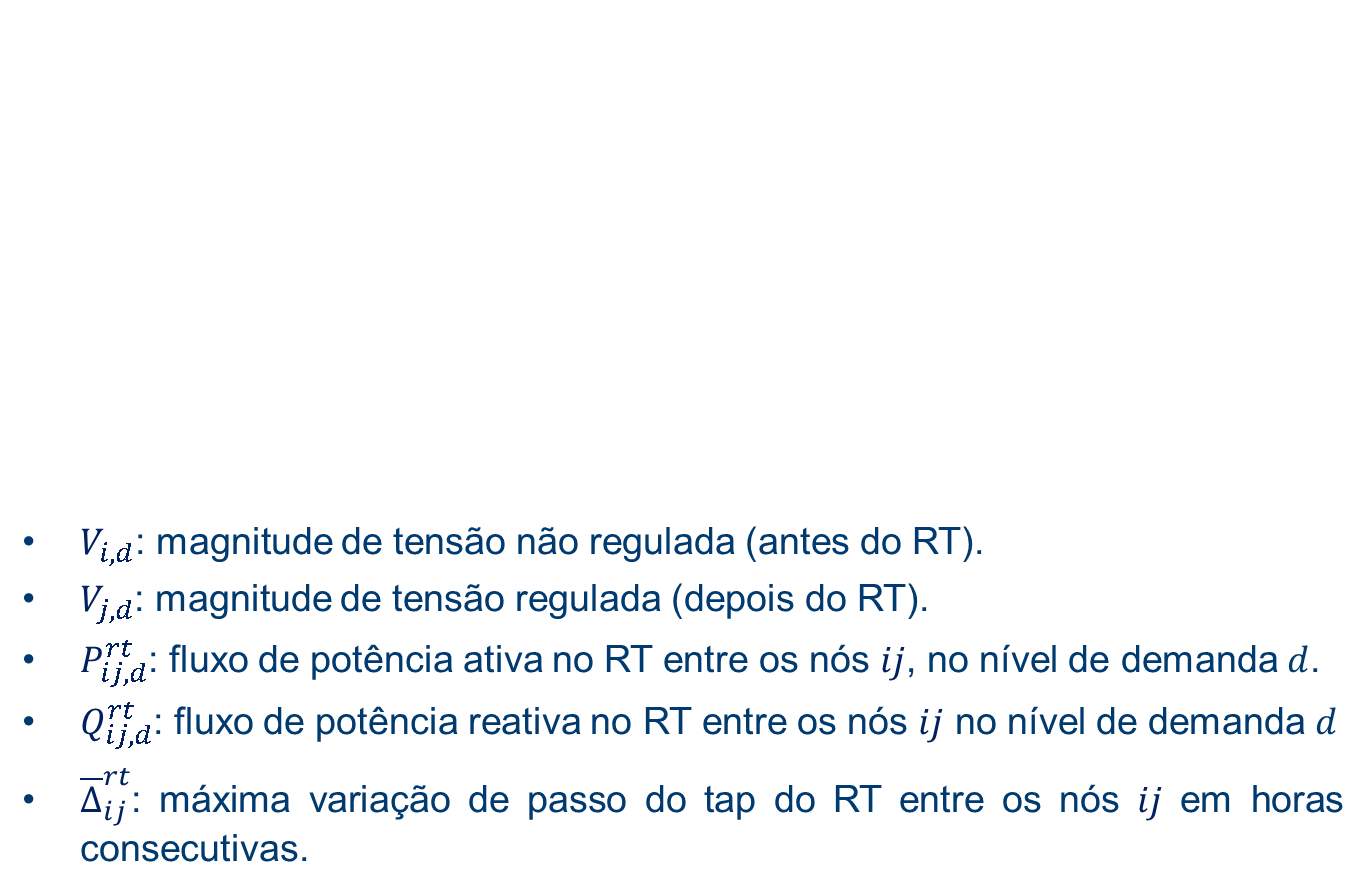 • V_{i,d}: magnitude de tensão não regulada (antes do RT).
• V_{j,d}: magnitude de tensão regulada (depois do RT).
• P_{ij,d}^{rt}: fluxo de potência ativa no RT entre os nós ij, no nível de demanda d.
• Q_{ij,d}^{rt}: fluxo de potência reativa no RT entre os nós ij no nível de demanda d
• \overline{Δ}_{ij}^{rt}: máxima variação de passo do tap do RT entre os nós ij em horas
consecutivas.